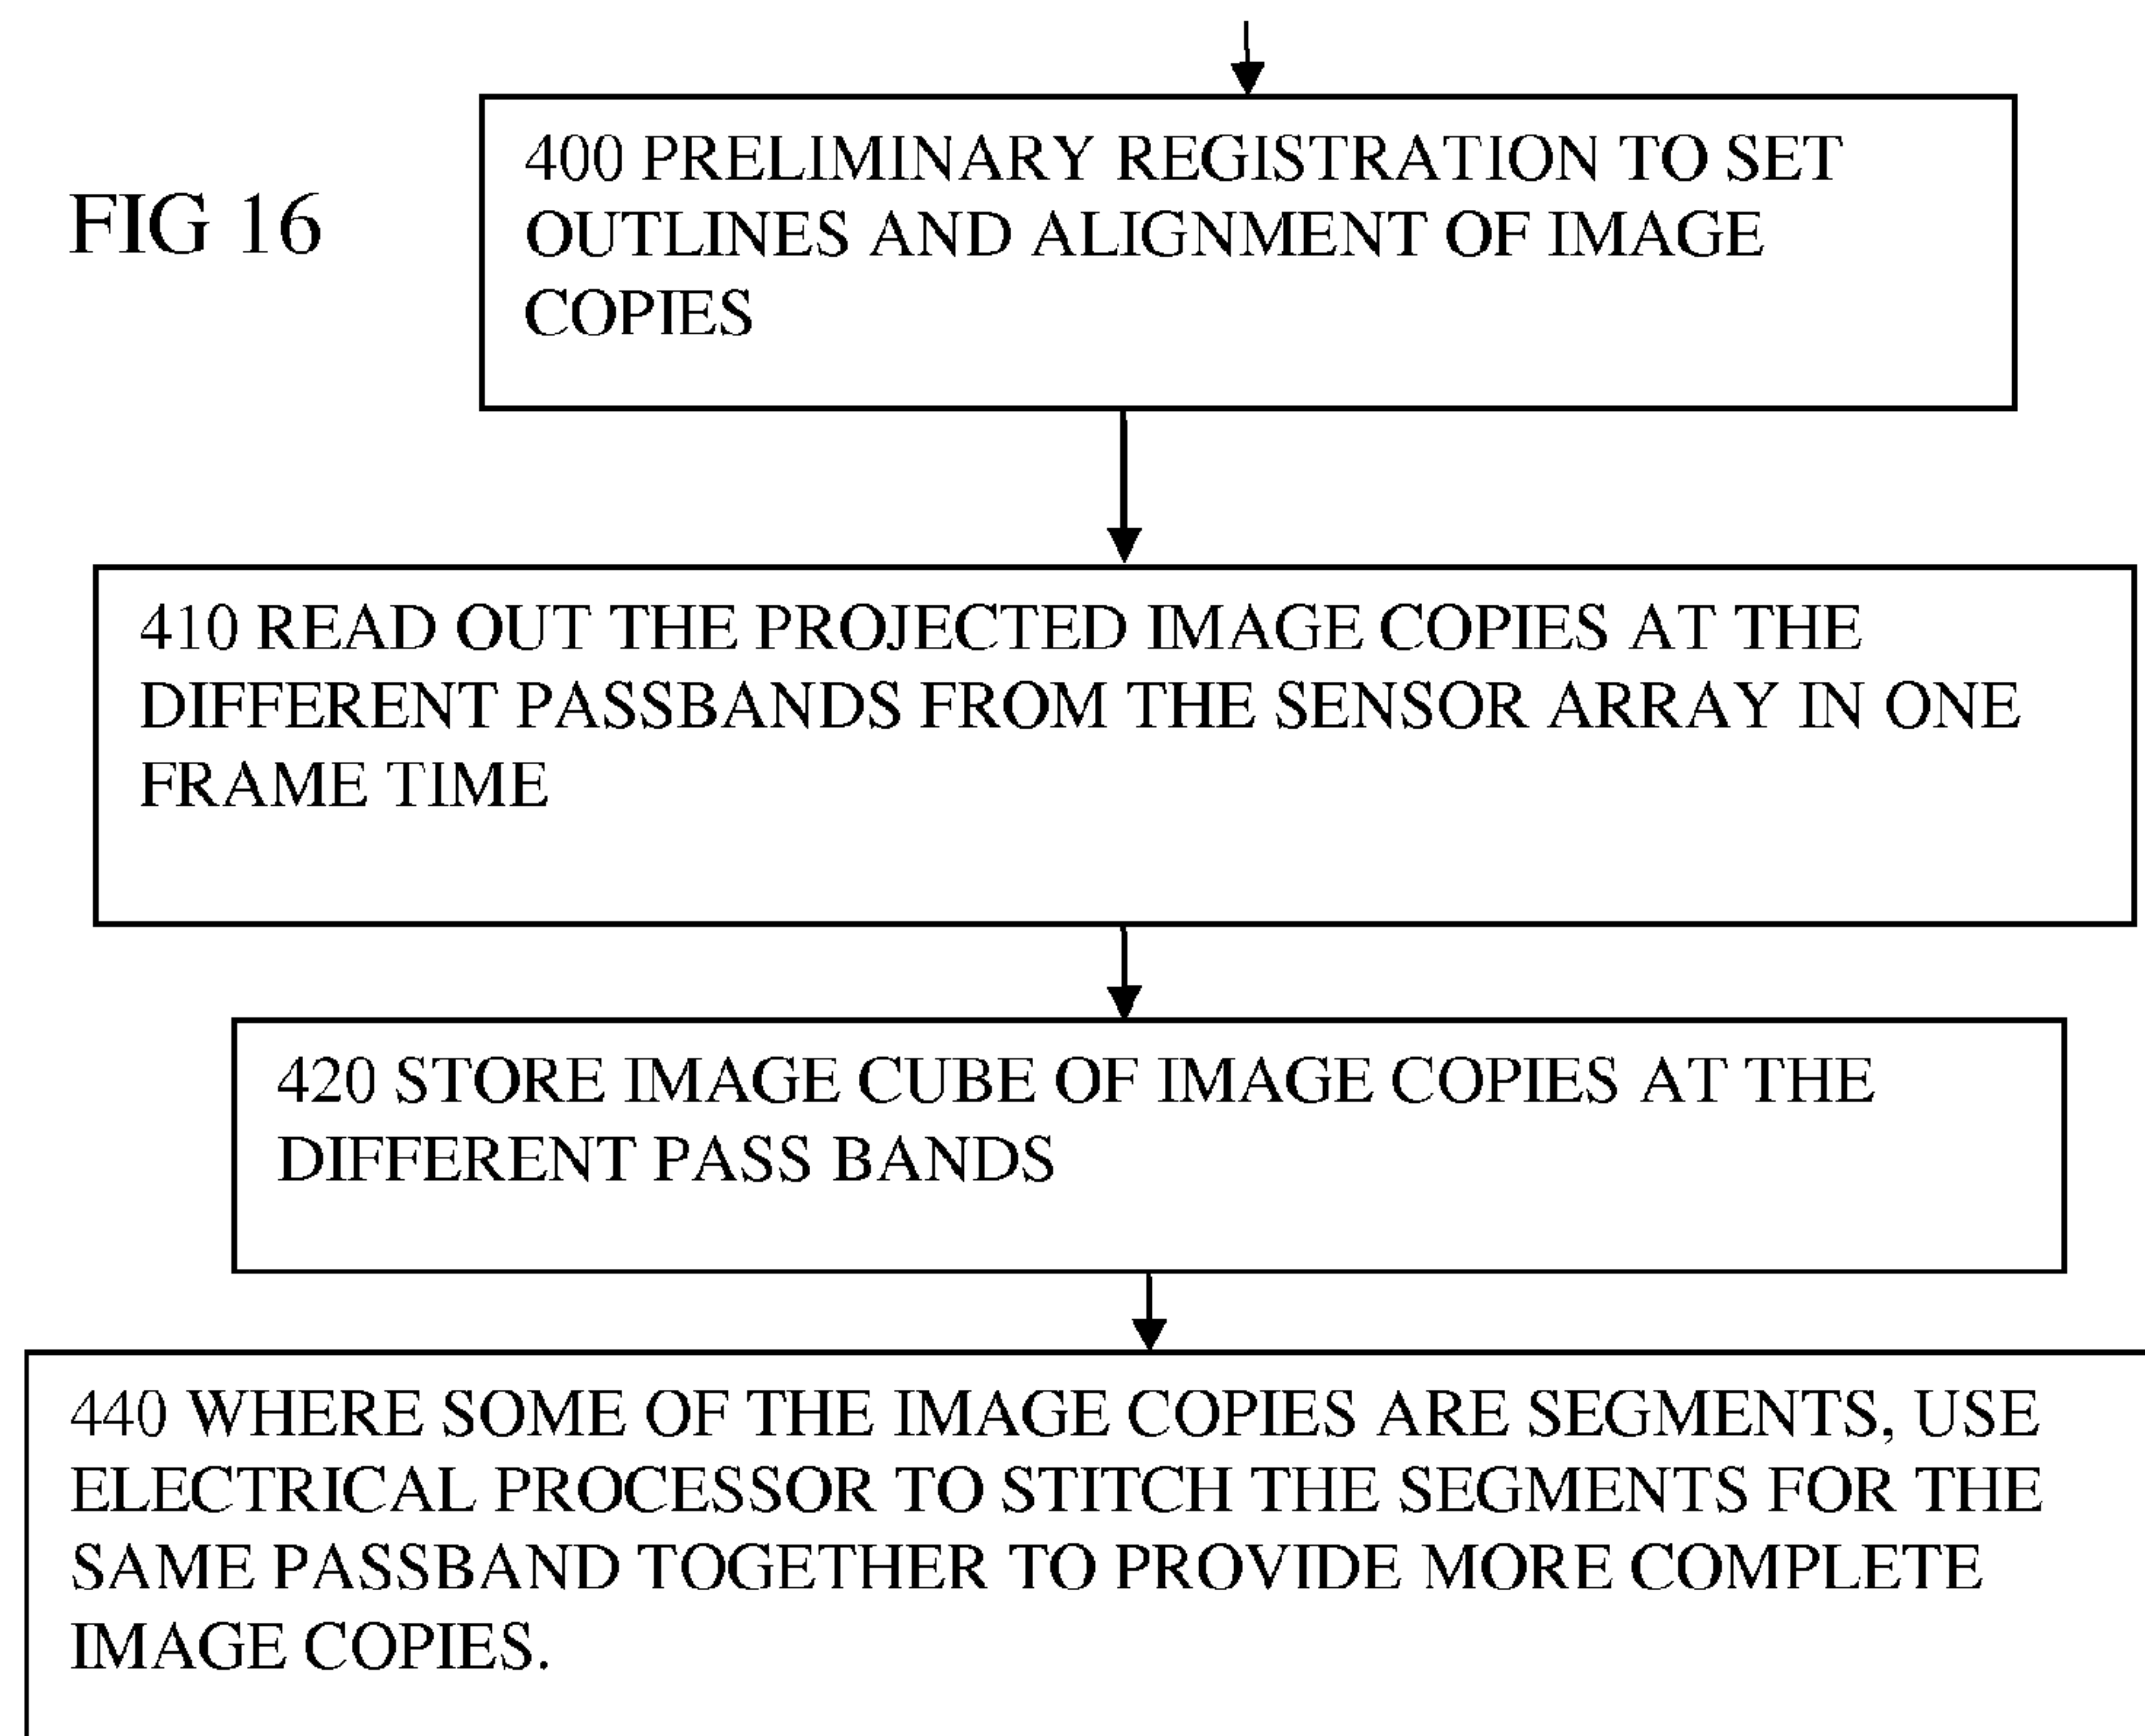 FIG 16
400 PRELIMINARY REGISTRATION TO SET
OUTLINES AND ALIGNMENT OF IMAGE
COPIES
410 READ OUT THE PROJECTED IMAGE COPIES AT THE
DIFFERENT PASSBANDS FROM THE SENSOR ARRAY IN ONE
FRAME TIME
420 STORE IMAGE CUBE OF IMAGE COPIES AT THE
DIFFERENT PASS BANDS
440 WHERE SOME OF THE IMAGE COPIES ARE SEGMENTS, USE
ELECTRICAL PROCESSOR TO STITCH THE SEGMENTS FOR THE
SAME PASSBAND TOGETHER TO PROVIDE MORE COMPLETE
IMAGE COPIES.